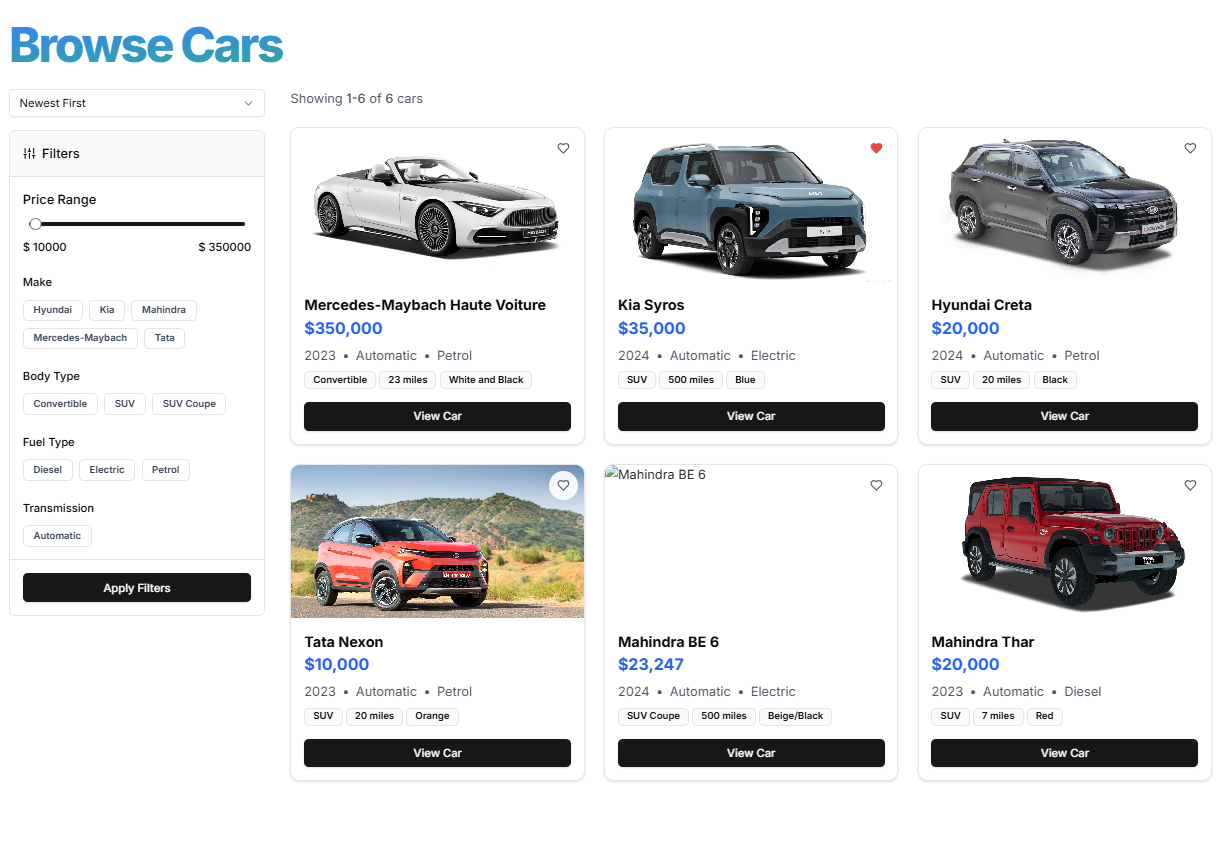 Browse Cars
Newest First
Showing 1-6 of 6 cars
Filters
Price Range
$ 10000 $ 350000
Make
Hyundai Kia Mahindra
Mercedes-Maybach Tata
Body Type
Convertible SUV SUV Coupe
Fuel Type
Diesel Electric Petrol
Transmission
Automatic
Apply Filters
MAYBACH
Mercedes-Maybach Haute Voiture
$350,000
2023 • Automatic • Petrol
Convertible 23 miles White and Black
View Car
KIA
Kia Syros
$35,000
2024 • Automatic • Electric
SUV 500 miles Blue
View Car
Hyundai Creta
$20,000
2024 • Automatic • Petrol
SUV 20 miles Black
View Car
Tata Nexon
$10,000
2023 • Automatic • Petrol
SUV 20 miles Orange
View Car
Mahindra BE 6
Mahindra BE 6
$23,247
2024 • Automatic • Electric
SUV Coupe 500 miles Beige/Black
View Car
Mahindra Thar
$20,000
2023 • Automatic • Diesel
SUV 7 miles Red
View Car